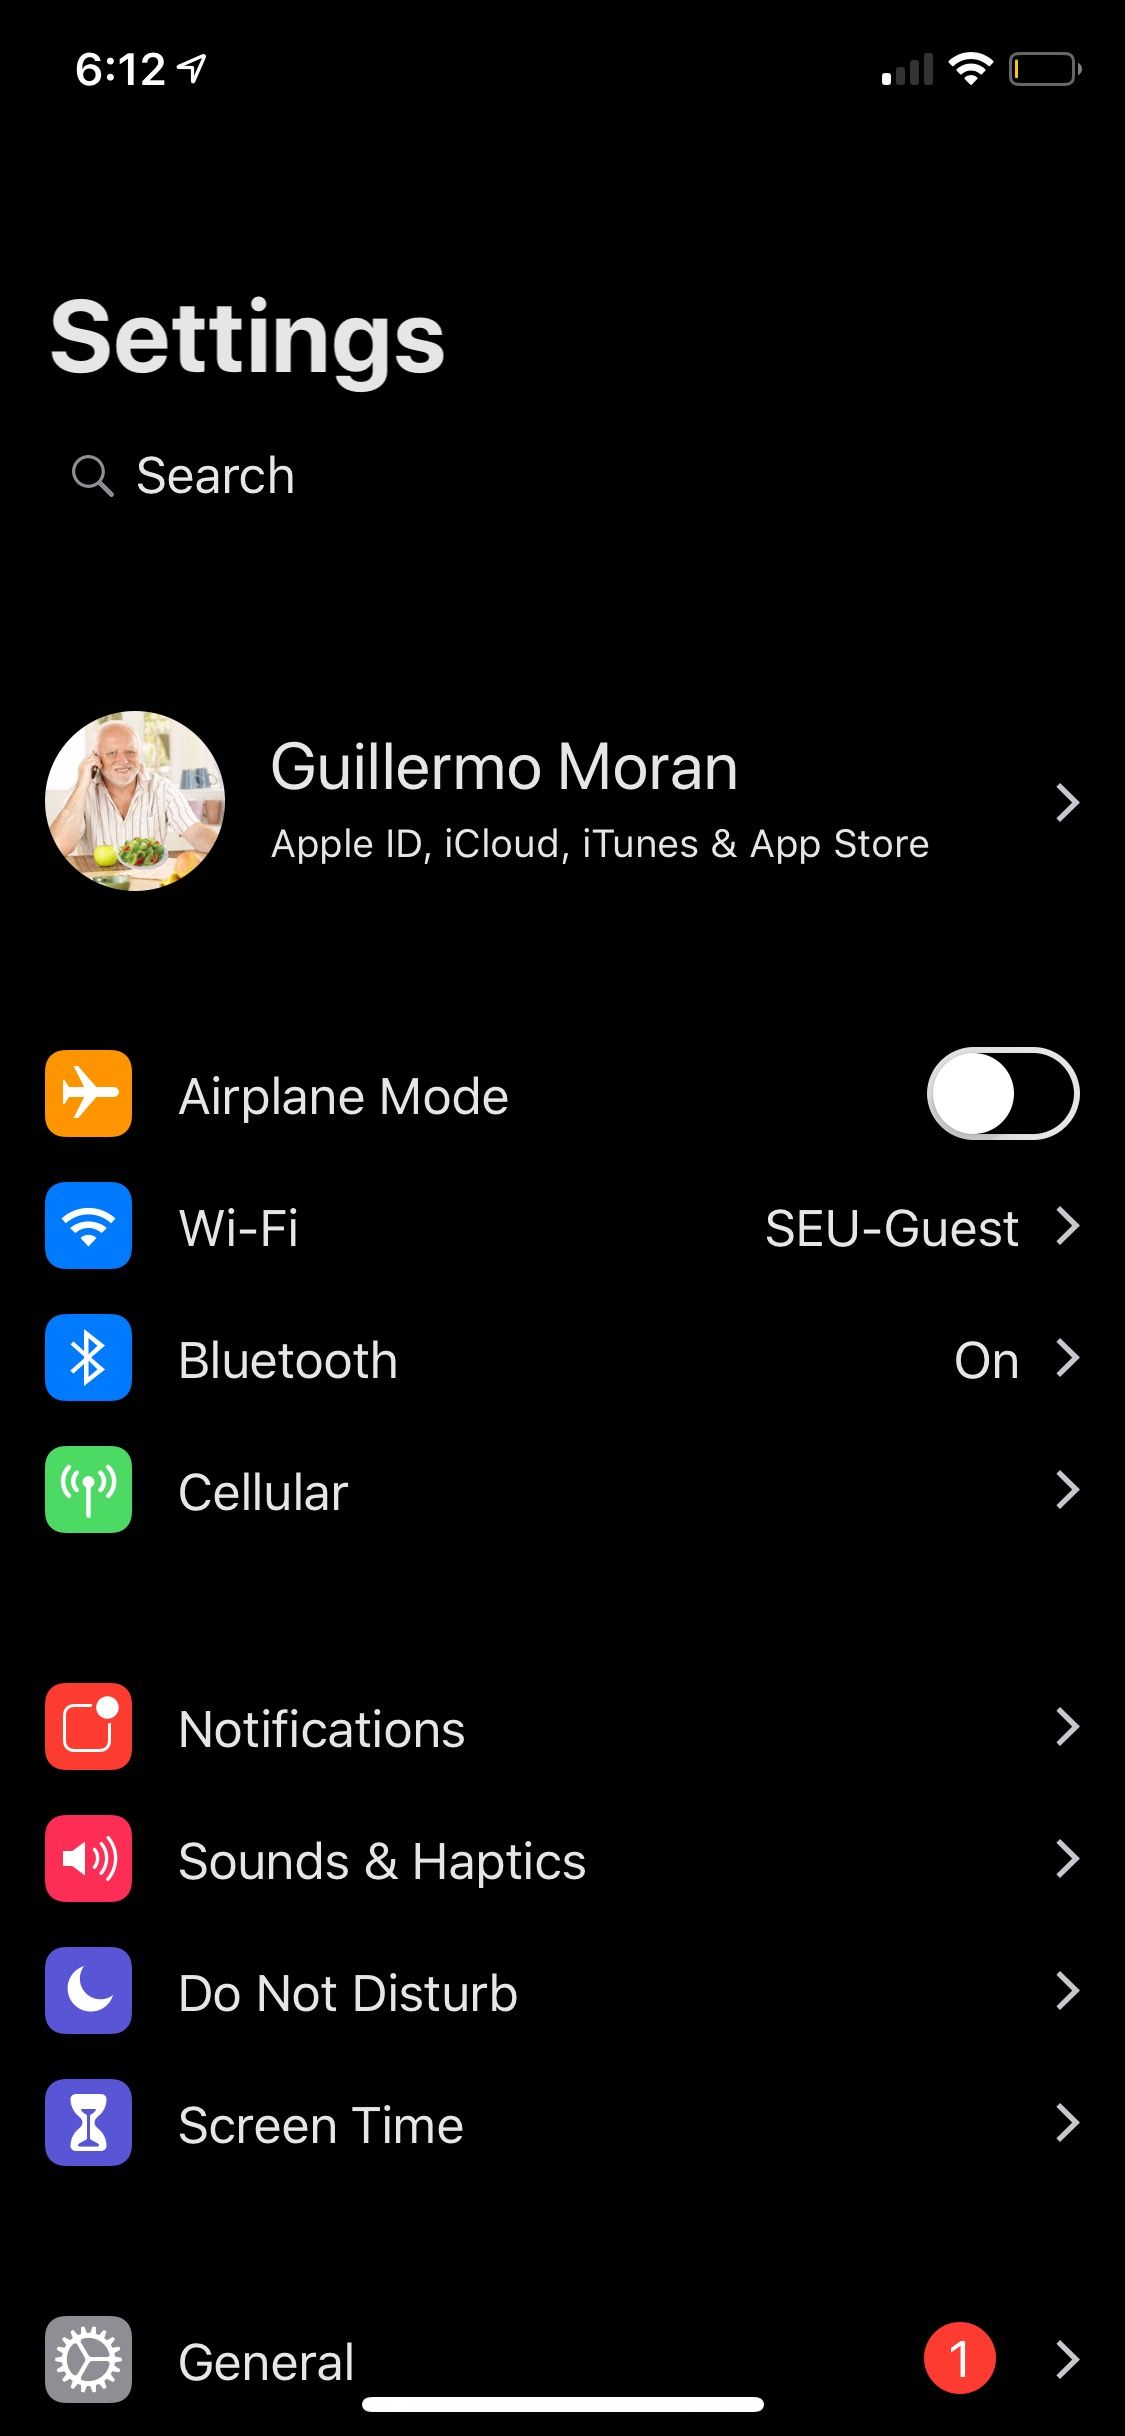 6:12
Settings
Search
Guillermo Moran
Apple ID, iCloud, iTunes & App Store
Airplane Mode
Wi-Fi SEU-Guest
Bluetooth On
Cellular
Notifications
Sounds & Haptics
Do Not Disturb
Screen Time
General 1